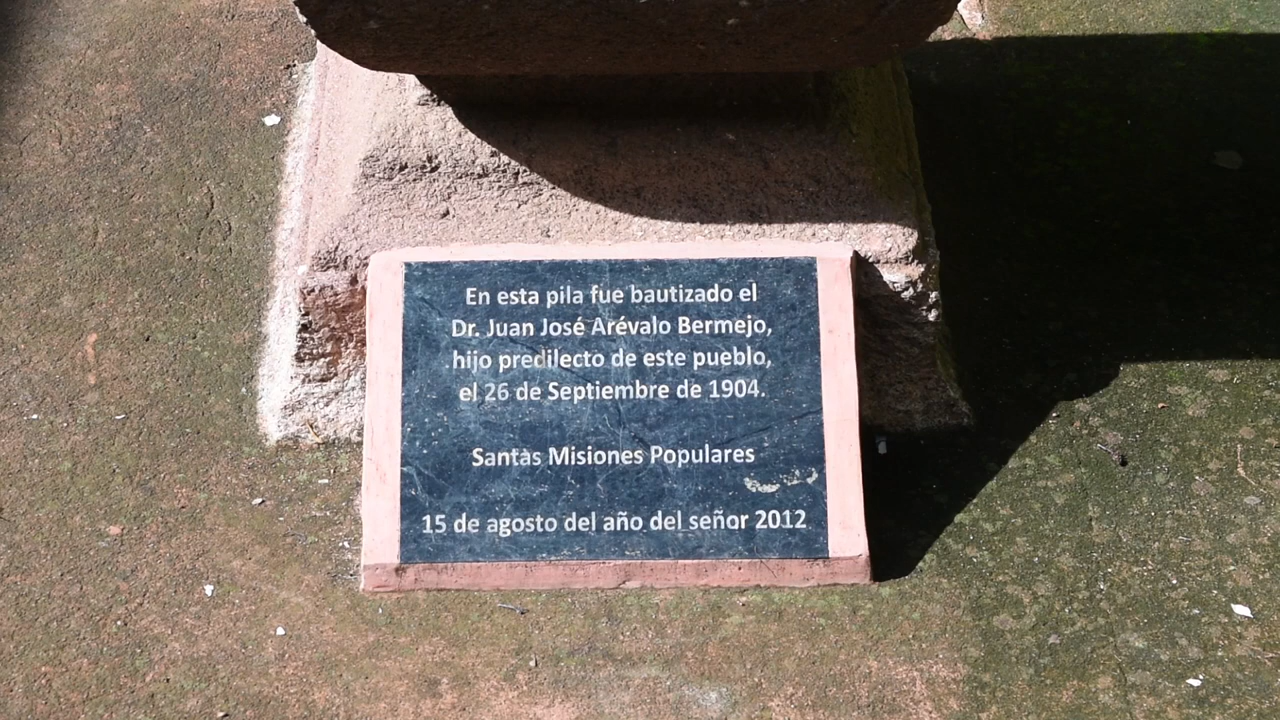 En esta pila fue bautizado el
Dr. Juan José Arévalo Bermejo,
hijo predilecto de este pueblo,
el 26 de Septiembre de 1904.
Santas Misiones Populares
15 de agosto del año del señor 2012